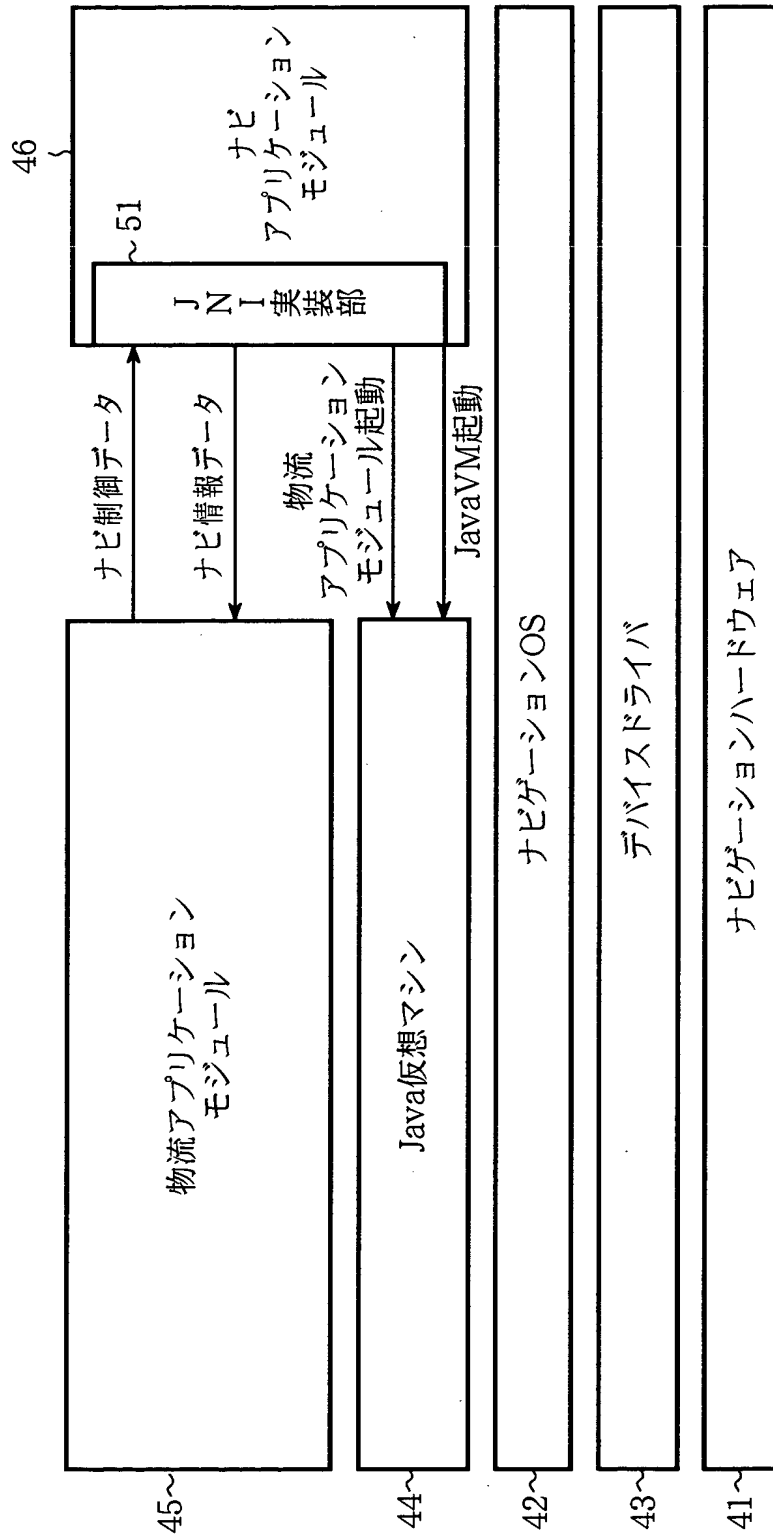 46
ナビ
アプリケーション
モジュール
51
JNI実装部
ナビ制御データ
ナビ情報データ
物流
アプリケーション
モジュール起動
JavaVM起動
45
物流アプリケーション
モジュール
44
Java仮想マシン
42
ナビゲーションOS
43
デバイスドライバ
41
ナビゲーションハードウェア